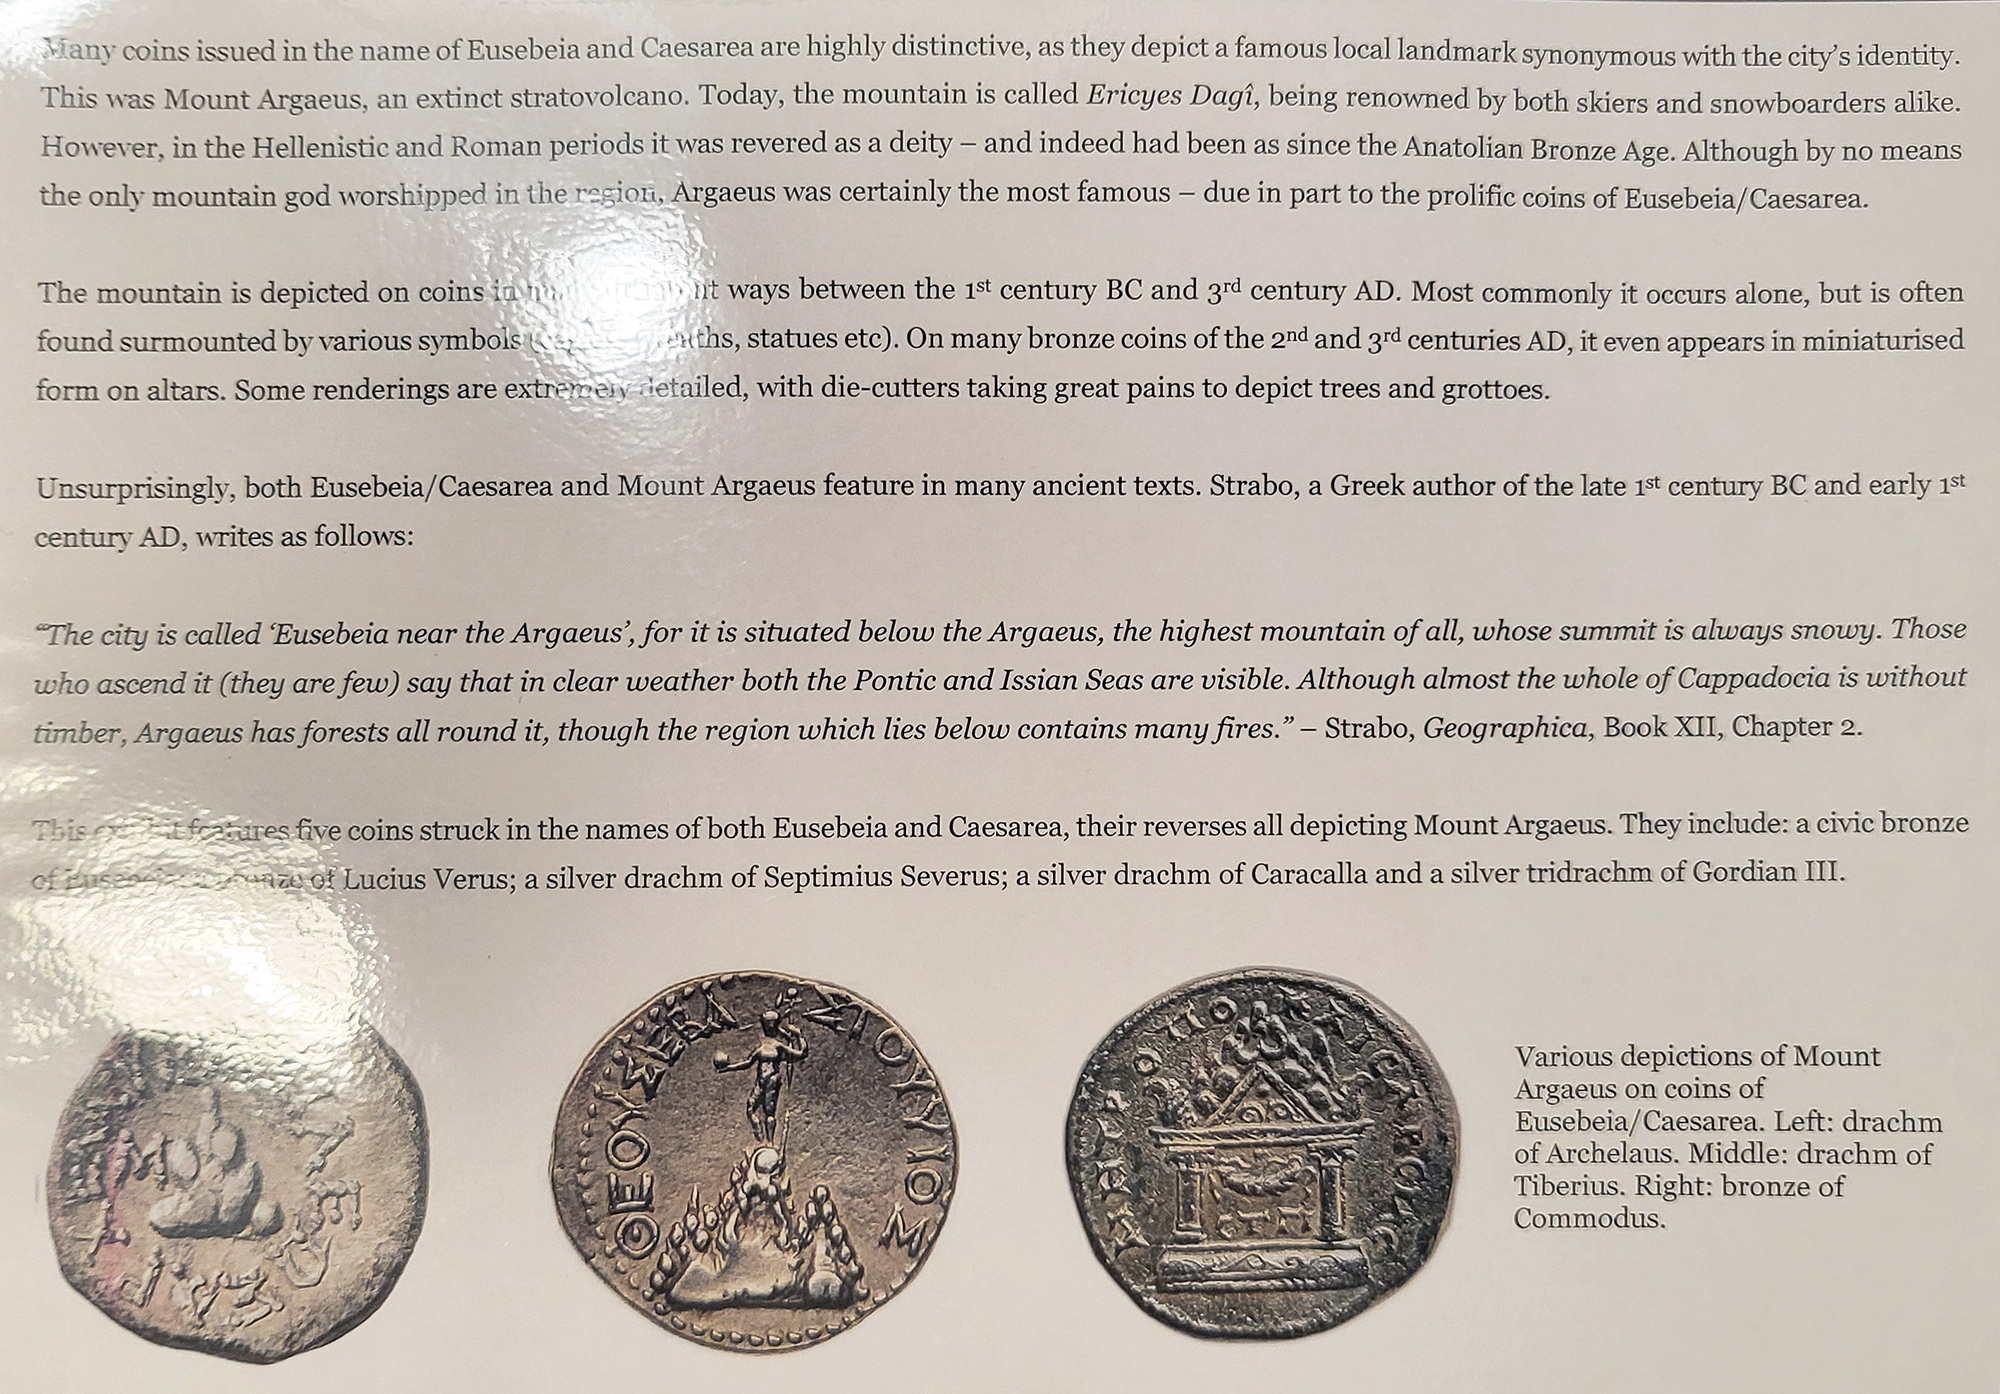 Many coins issued in the name of Eusebeia and Caesarea are highly distinctive, as they depict a famous local landmark synonymous with the city's identity.
This was Mount Argaeus, an extinct stratovolcano. Today, the mountain is called Ericyes Dagî, being renowned by both skiers and snowboarders alike.
However, in the Hellenistic and Roman periods it was revered as a deity – and indeed had been as since the Anatolian Bronze Age. Although by no means
the only mountain god worshipped in the region, Argaeus was certainly the most famous – due in part to the prolific coins of Eusebeia/Caesarea.
The mountain is depicted on coins in ways between the 1st century BC and 3rd century AD. Most commonly it occurs alone, but is often
found surmounted by various symbols statues etc). On many bronze coins of the 2nd and 3rd centuries AD, it even appears in miniaturised
form on altars. Some renderings are extremely detailed, with die-cutters taking great pains to depict trees and grottoes.
Unsurprisingly, both Eusebeia/Caesarea and Mount Argaeus feature in many ancient texts. Strabo, a Greek author of the late 1st century BC and early 1st
century AD, writes as follows:
"The city is called 'Eusebeia near the Argaeus', for it is situated below the Argaeus, the highest mountain of all, whose summit is always snowy. Those
who ascend it (they are few) say that in clear weather both the Pontic and Issian Seas are visible. Although almost the whole of Cappadocia is without
timber, Argaeus has forests all round it, though the region which lies below contains many fires." – Strabo, Geographica, Book XII, Chapter 2.
This features five coins struck in the names of both Eusebeia and Caesarea, their reverses all depicting Mount Argaeus. They include: a civic bronze
of of Lucius Verus; a silver drachm of Septimius Severus; a silver drachm of Caracalla and a silver tridrachm of Gordian III.
ΘΕΟΥ ΣΕΒΑΣΤΟΥ ΥΙΟΣ
Various depictions of Mount
Argaeus on coins of
Eusebeia/Caesarea. Left: drachm
of Archelaus. Middle: drachm of
Tiberius. Right: bronze of
Commodus.